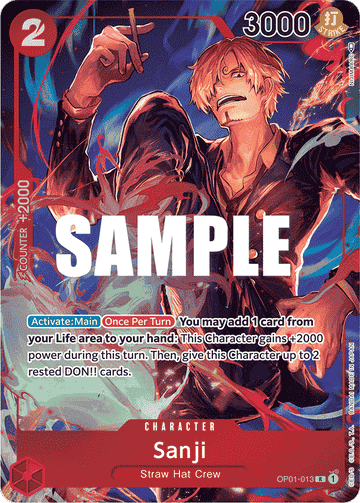 2
3000
打
STRIKE
COUNTER +2000
SAMPLE
Activate:Main Once Per Turn You may add 1 card from
your Life area to your hand: This Character gains +2000
power during this turn. Then, give this Character up to 2
rested DON!! cards.
CHARACTER
Sanji
Straw Hat Crew
OP01-013 R 1